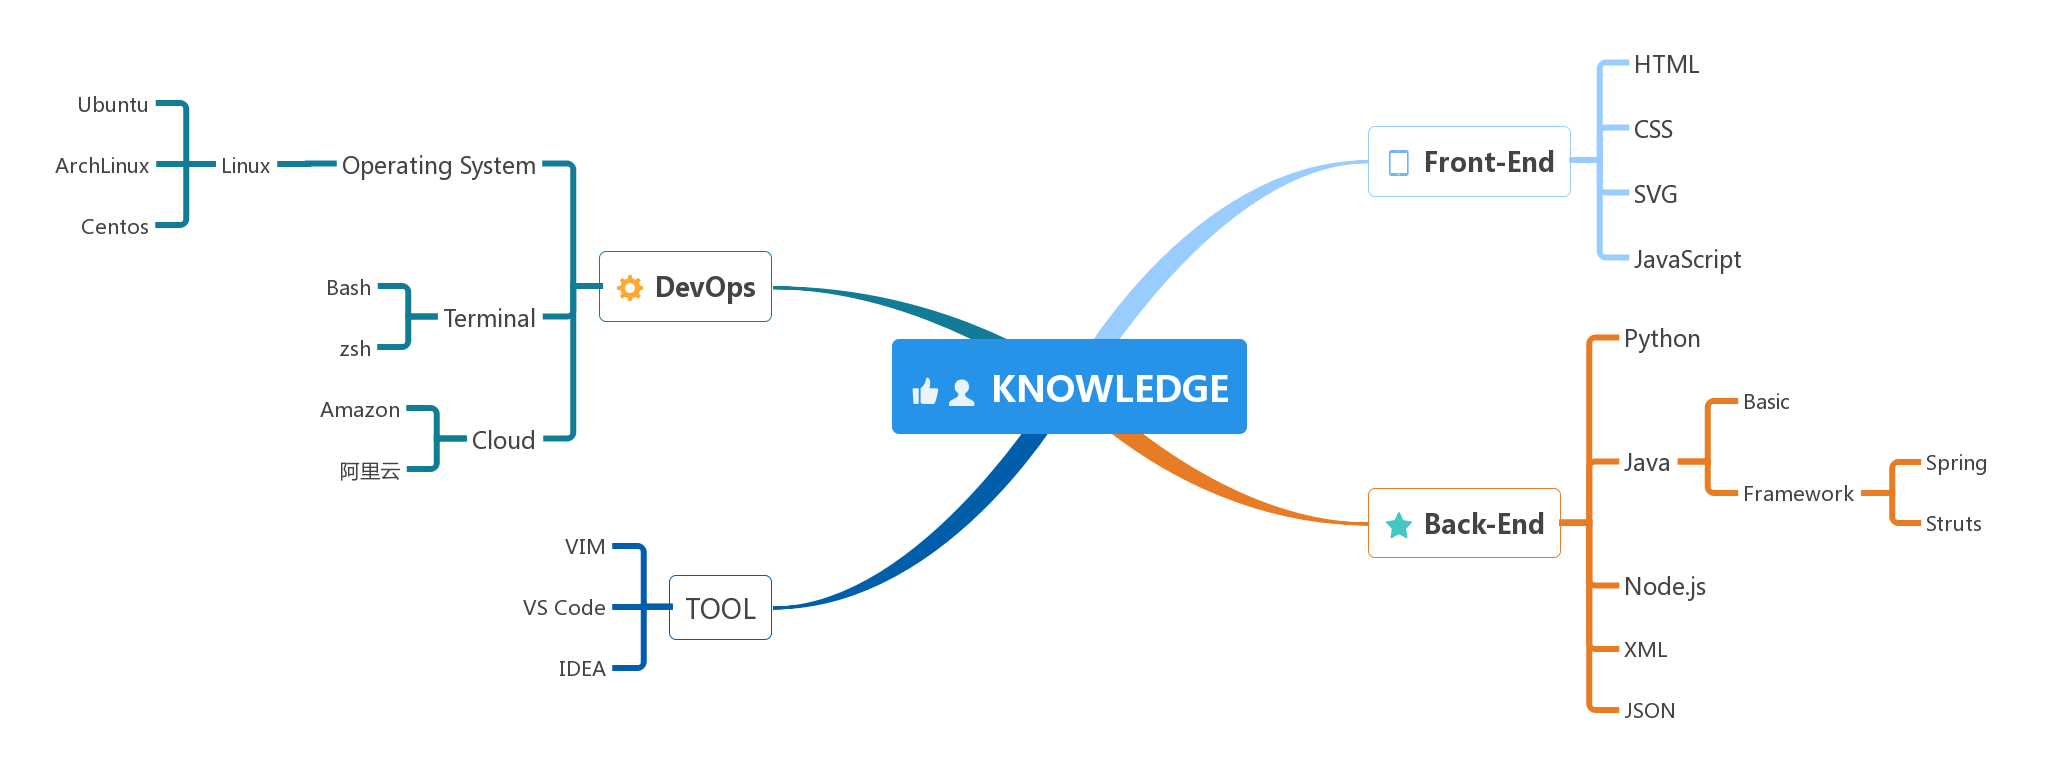 KNOWLEDGE
Front-End
HTML
CSS
SVG
JavaScript
Back-End
Python
Java
Basic
Framework
Spring
Struts
Node.js
XML
JSON
DevOps
Operating System
Linux
Ubuntu
ArchLinux
Centos
Terminal
Bash
zsh
Cloud
Amazon
阿里云
TOOL
VIM
VS Code
IDEA